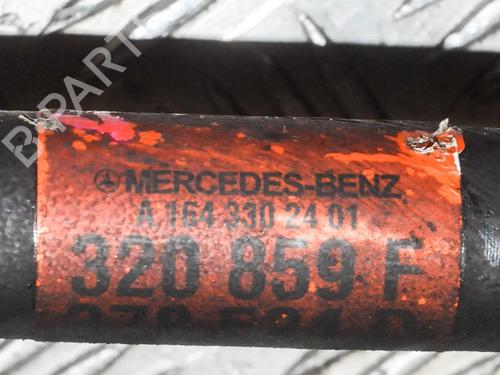 B-PARTS
MERCEDES-BENZ
A 164 330 24 01
320 859 F